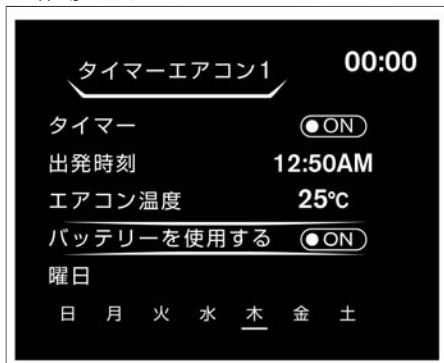 00:00
タイマーエアコン1
タイマー ON
出発時刻 12:50AM
エアコン温度 25℃
バッテリーを使用する ON
曜日
日 月 火 水 木 金 土